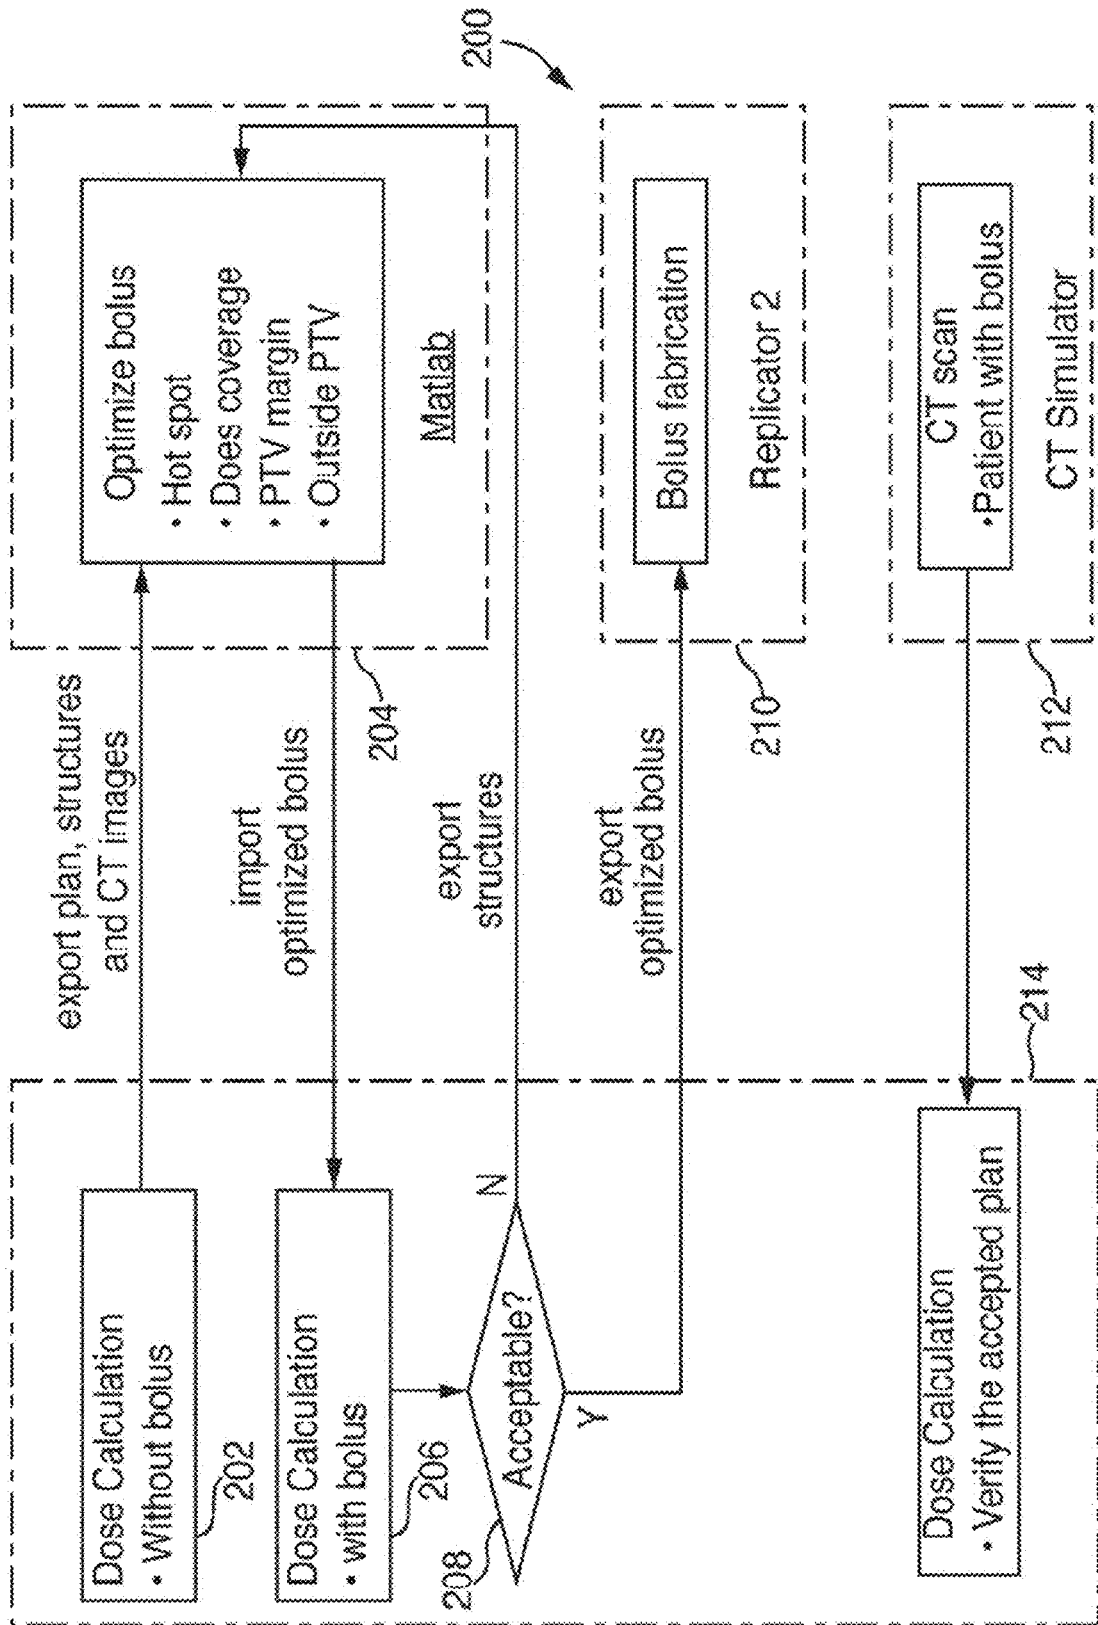 200
Dose Calculation
• Without bolus
202
export plan, structures
and CT images
Optimize bolus
• Hot spot
• Does coverage
• PTV margin
• Outside PTV
Matlab
204
import
optimized bolus
Dose Calculation
• with bolus
206
Acceptable?
208
N
export
structures
Y
export
optimized bolus
Bolus fabrication
Replicator 2
210
CT scan
•Patient with bolus
CT Simulator
212
Dose Calculation
• Verify the accepted plan
214